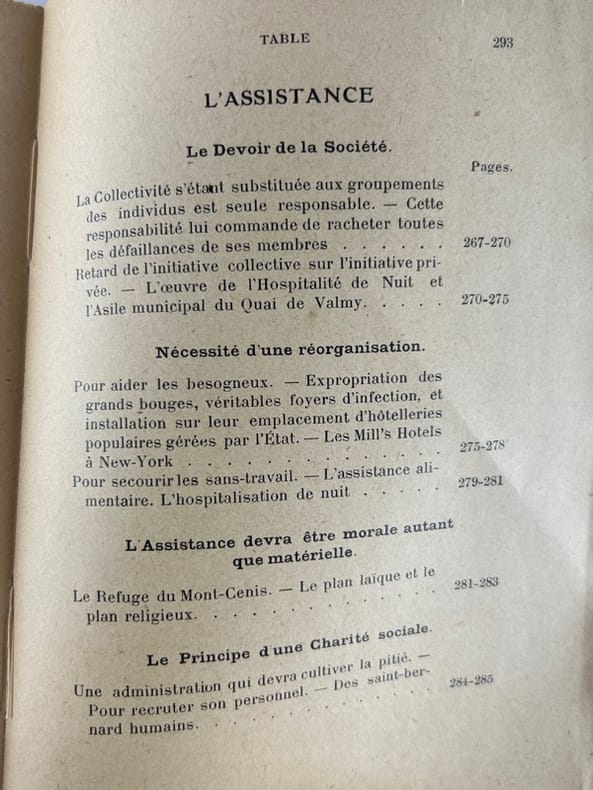 TABLE 293
L'ASSISTANCE
Le Devoir de la Société.
Pages.
La Collectivité s'étant substituée aux groupements
des individus est seule responsable. — Cette
responsabilité lui commande de racheter toutes
les défaillances de ses membres . . . . . . 267-270
Retard de l'initiative collective sur l'initiative pri-
vée. — L'œuvre de l'Hospitalité de Nuit et
l'Asile municipal du Quai de Valmy. . . . . 270-275
Nécessité d'une réorganisation.
Pour aider les besogneux. — Expropriation des
grands bouges, véritables foyers d'infection, et
installation sur leur emplacement d'hôtelleries
populaires gérées par l'État. — Les Mill's Hotels
à New-York . . . . . . . . . . . . 275-278
Pour secourir les sans-travail. — L'assistance ali-
mentaire. L'hospitalisation de nuit . . . . . 279-281
L'Assistance devra être morale autant
que matérielle.
Le Refuge du Mont-Cenis. — Le plan laïque et le
plan religieux. . . . . . . . . . . . 281-283
Le Principe d'une Charité sociale.
Une administration qui devra cultiver la pitié. —
Pour recruter son personnel. — Des saint-ber-
nard humains. . . . . . . . . . . . 284-285